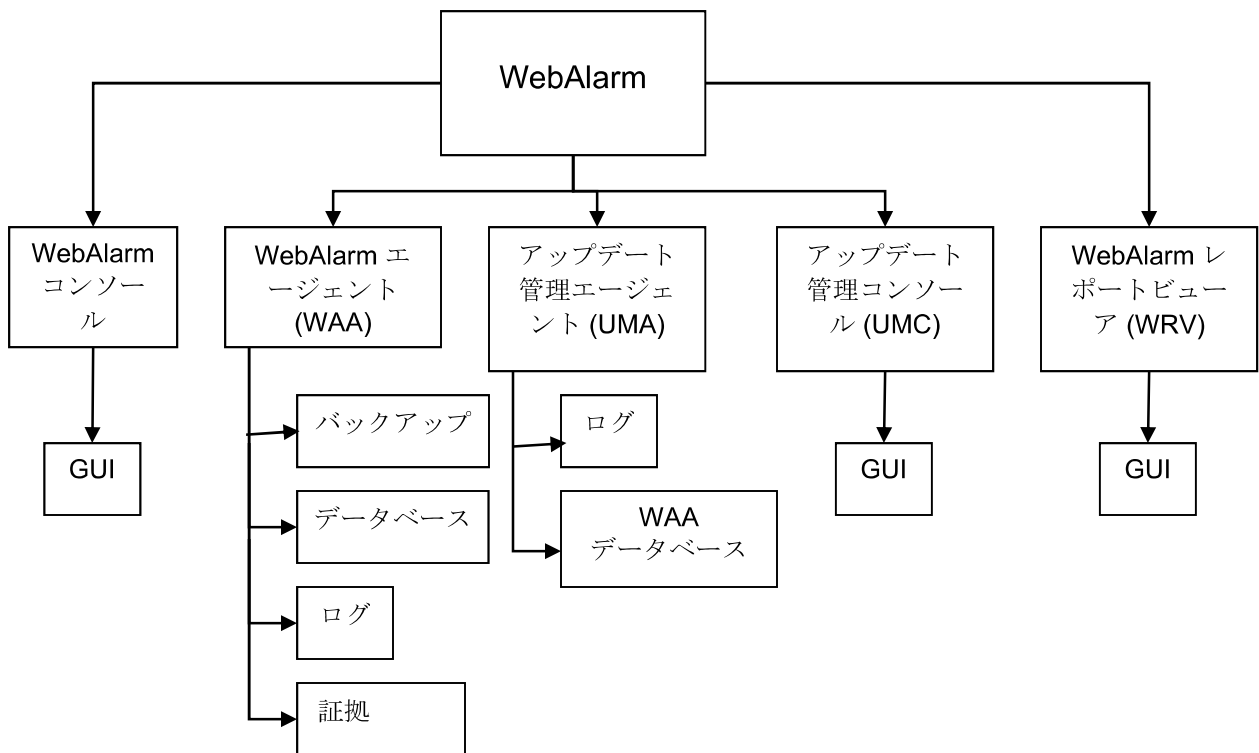 WebAlarm
WebAlarm
コンソー
ル
WebAlarm エ
ージェント
(WAA)
アップデート
管理エージェ
ント (UMA)
アップデート
管理コンソー
ル (UMC)
WebAlarm レ
ポートビュー
ア (WRV)
バックアップ
ログ
GUI
GUI
GUI
データベース
WAA
データベース
ログ
証拠